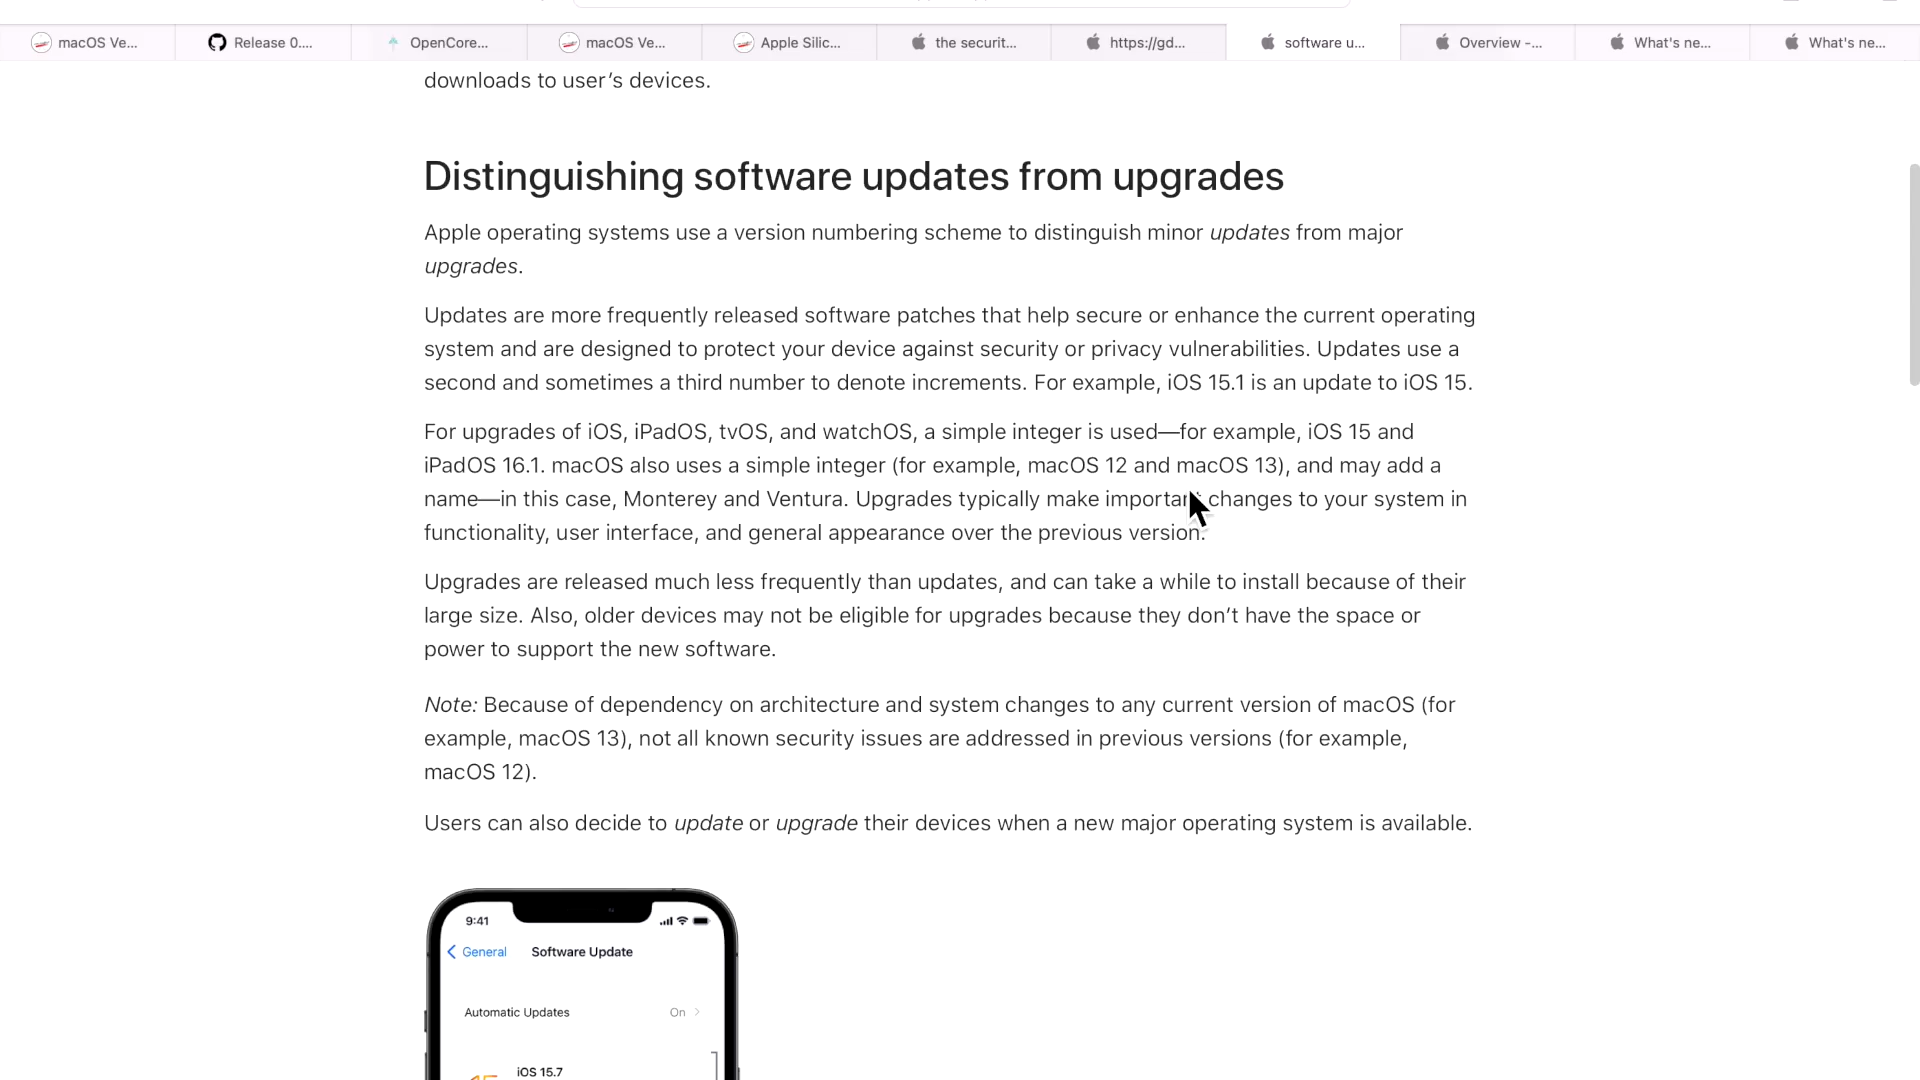 macOS Ve...
Release 0....
OpenCore...
macOS Ve...
Apple Silic...
the securit...
https://gd...
software u...
Overview -...
What's ne...
What's ne...
downloads to user’s devices.
Distinguishing software updates from upgrades
Apple operating systems use a version numbering scheme to distinguish minor updates from major
upgrades.
Updates are more frequently released software patches that help secure or enhance the current operating
system and are designed to protect your device against security or privacy vulnerabilities. Updates use a
second and sometimes a third number to denote increments. For example, iOS 15.1 is an update to iOS 15.
For upgrades of iOS, iPadOS, tvOS, and watchOS, a simple integer is used—for example, iOS 15 and
iPadOS 16.1. macOS also uses a simple integer (for example, macOS 12 and macOS 13), and may add a
name—in this case, Monterey and Ventura. Upgrades typically make important changes to your system in
functionality, user interface, and general appearance over the previous version.
Upgrades are released much less frequently than updates, and can take a while to install because of their
large size. Also, older devices may not be eligible for upgrades because they don’t have the space or
power to support the new software.
Note: Because of dependency on architecture and system changes to any current version of macOS (for
example, macOS 13), not all known security issues are addressed in previous versions (for example,
macOS 12).
Users can also decide to update or upgrade their devices when a new major operating system is available.
9:41
General
Software Update
Automatic Updates
On
iOS 15.7